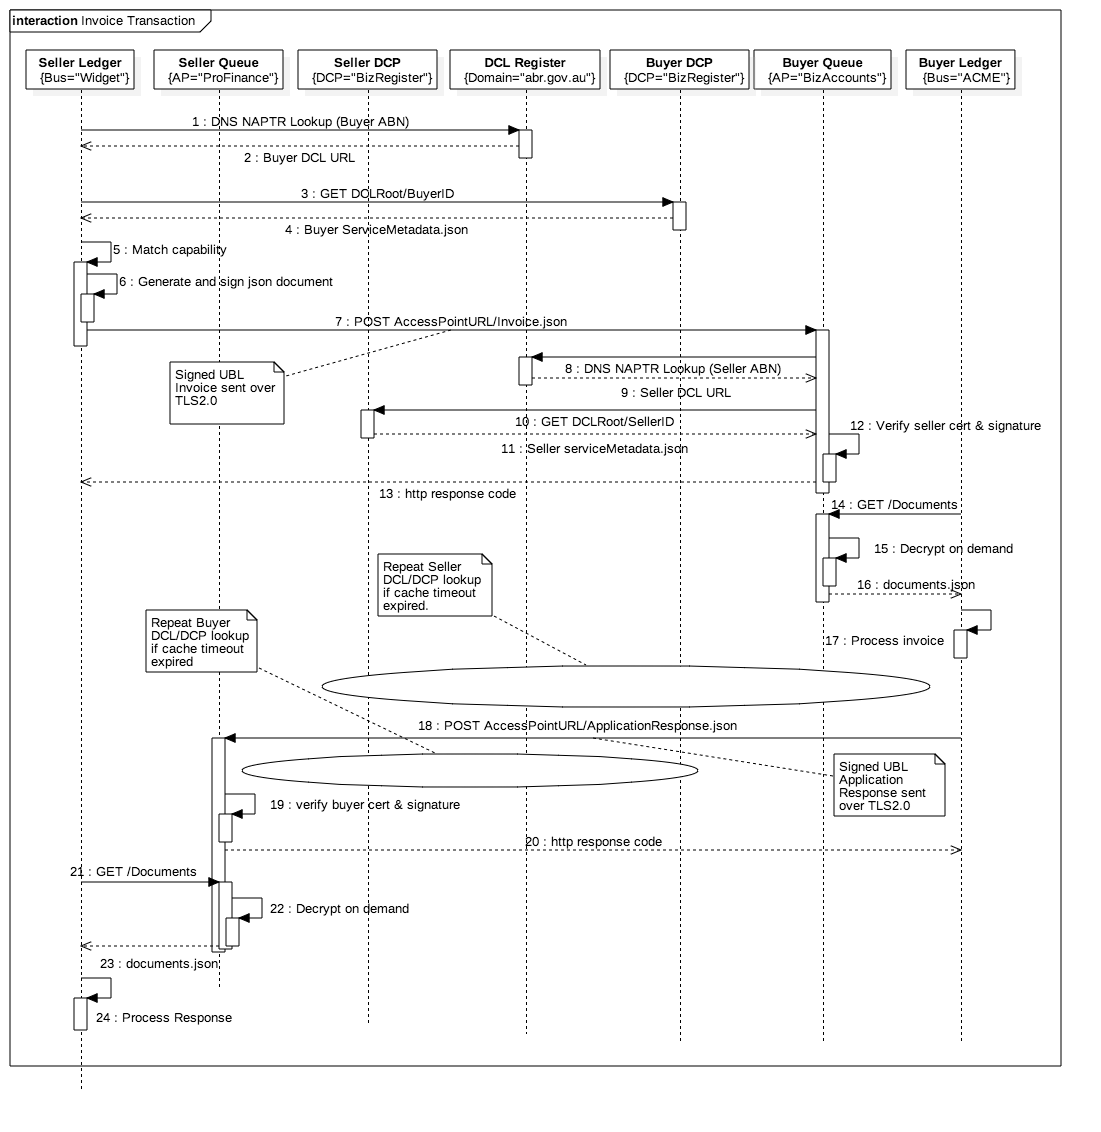 interaction Invoice Transaction
Seller Ledger
{Bus="Widget"}
Seller Queue
{AP="ProFinance"}
Seller DCP
{DCP="BizRegister"}
DCL Register
{Domain="abr.gov.au"}
Buyer DCP
{DCP="BizRegister"}
Buyer Queue
{AP="BizAccounts"}
Buyer Ledger
{Bus="ACME"}
1 : DNS NAPTR Lookup (Buyer ABN)
2 : Buyer DCL URL
3 : GET DCLRoot/BuyerID
4 : Buyer ServiceMetadata.json
5 : Match capability
6 : Generate and sign json document
7 : POST AccessPointURL/Invoice.json
Signed UBL
Invoice sent over
TLS2.0
8 : DNS NAPTR Lookup (Seller ABN)
9 : Seller DCL URL
10 : GET DCLRoot/SellerID
11 : Seller serviceMetadata.json
12 : Verify seller cert & signature
13 : http response code
14 : GET /Documents
15 : Decrypt on demand
16 : documents.json
17 : Process invoice
Repeat Seller
DCL/DCP lookup
if cache timeout
expired.
Repeat Buyer
DCL/DCP lookup
if cache timeout
expired
18 : POST AccessPointURL/ApplicationResponse.json
Signed UBL
Application
Response sent
over TLS2.0
19 : verify buyer cert & signature
20 : http response code
21 : GET /Documents
22 : Decrypt on demand
23 : documents.json
24 : Process Response